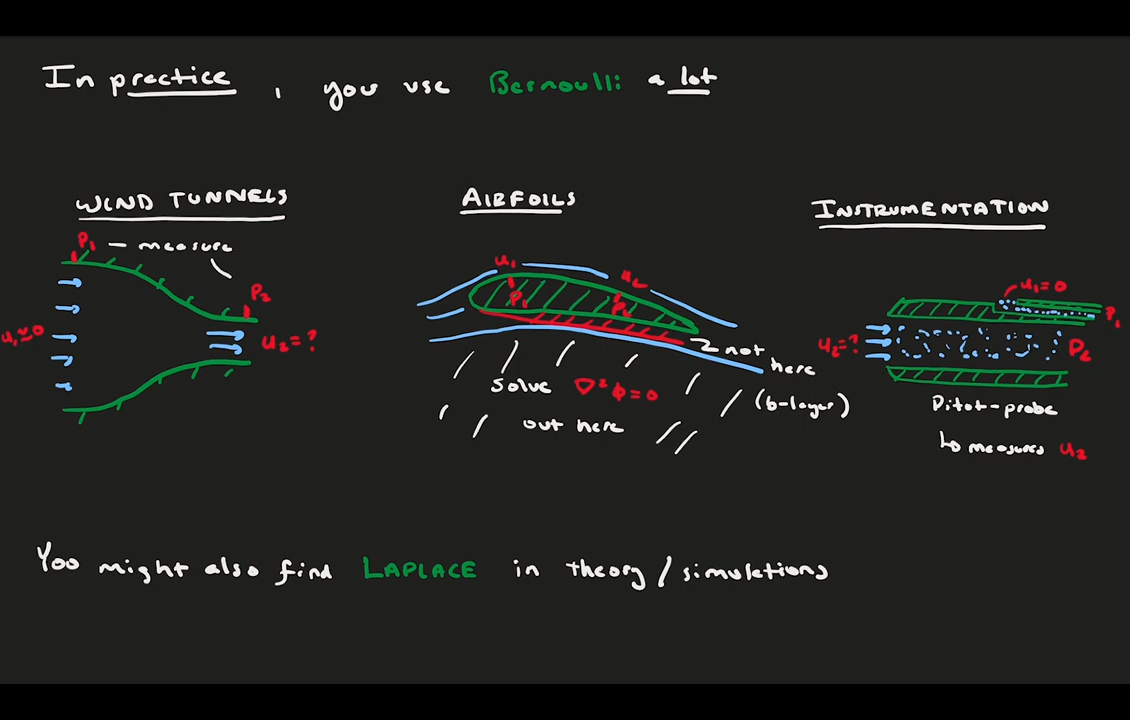 In practice, you use Bernoulli a lot
WIND TUNNELS
P₁ – measure
P₂
u₁≈0
u₂=?
AIRFOILS
u₁
u₂
P₁
P₂
not here
(b-layer)
Solve ∇²ϕ=0
out here
INSTRUMENTATION
u₁=0
P₁
u₂=?
P₂
Pitot-probe
↳ measures u₂
You might also find LAPLACE in theory/simulations